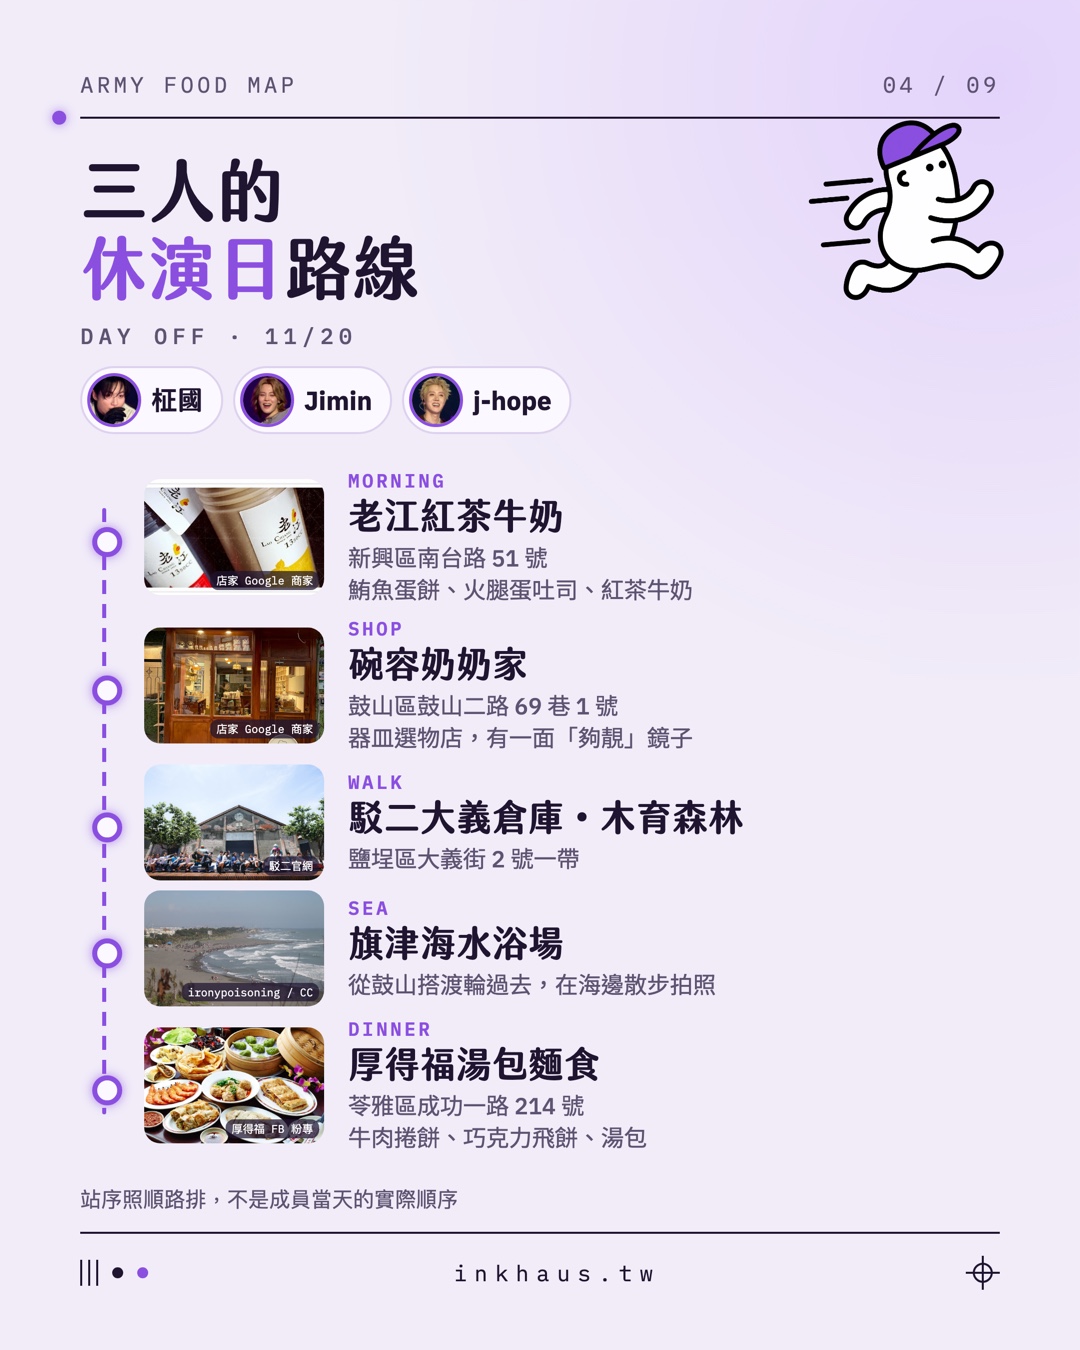 ARMY FOOD MAP
04 / 09
三人的
休演日路線
DAY OFF · 11/20
柾國
Jimin
j-hope
MORNING
老江紅茶牛奶
新興區南台路 51 號
鮪魚蛋餅、火腿蛋吐司、紅茶牛奶
店家 Google 商家
SHOP
碗容奶奶家
鼓山區鼓山二路 69 巷 1 號
器皿選物店，有一面「夠靚」鏡子
店家 Google 商家
WALK
駁二大義倉庫・木育森林
鹽埕區大義街 2 號一帶
駁二官網
SEA
旗津海水浴場
從鼓山搭渡輪過去，在海邊散步拍照
ironypoisoning / CC
DINNER
厚得福湯包麵食
苓雅區成功一路 214 號
牛肉捲餅、巧克力飛餅、湯包
厚得福 FB 粉專
站序照順路排，不是成員當天的實際順序
inkhaus.tw